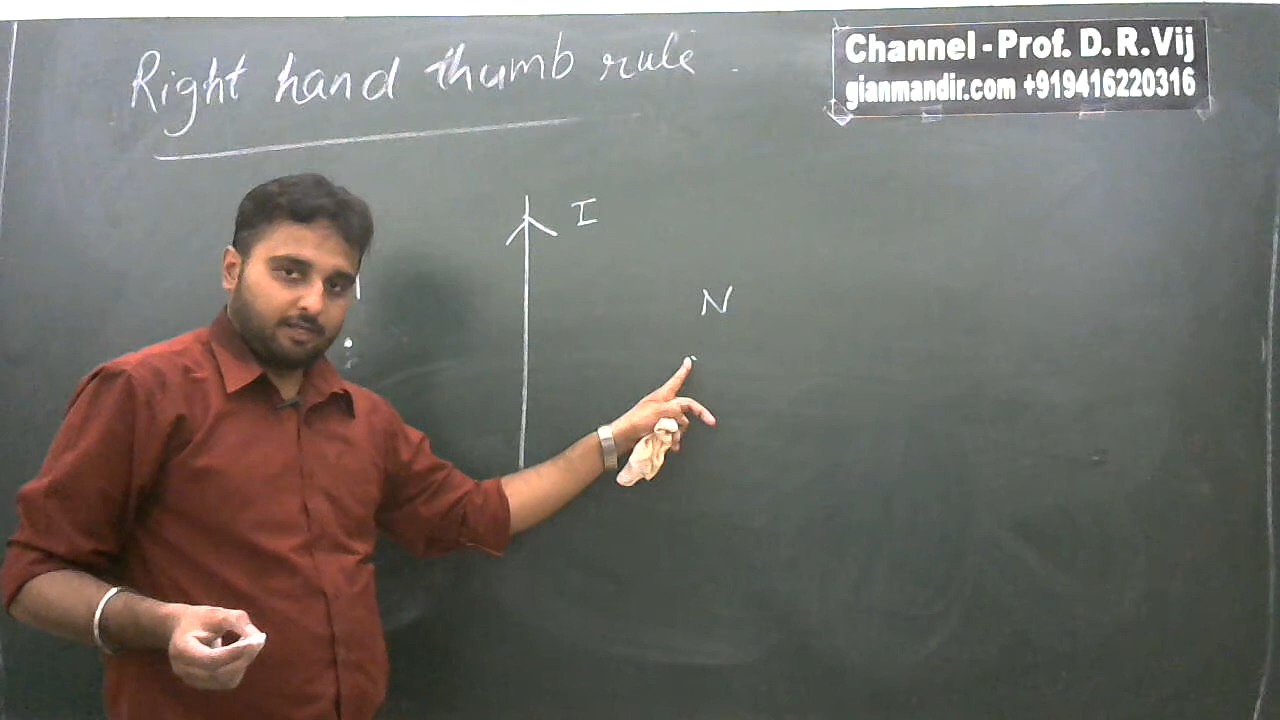 Right hand thumb rule .
Channel - Prof. D. R. Vij
gianmandir.com +919416220316
I
N